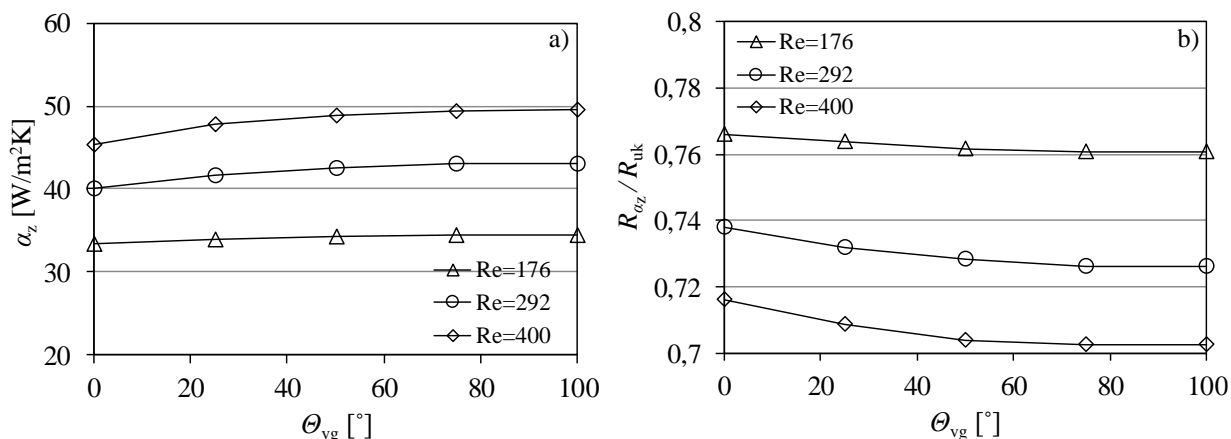 60
50
40
30
20
α_z [W/m²K]
a)
Re=176
Re=292
Re=400
0 20 40 60 80 100
Θ_vg [˚]
0,8
0,78
0,76
0,74
0,72
0,7
R_αz / R_uk
b)
Re=176
Re=292
Re=400
0 20 40 60 80 100
Θ_vg [˚]